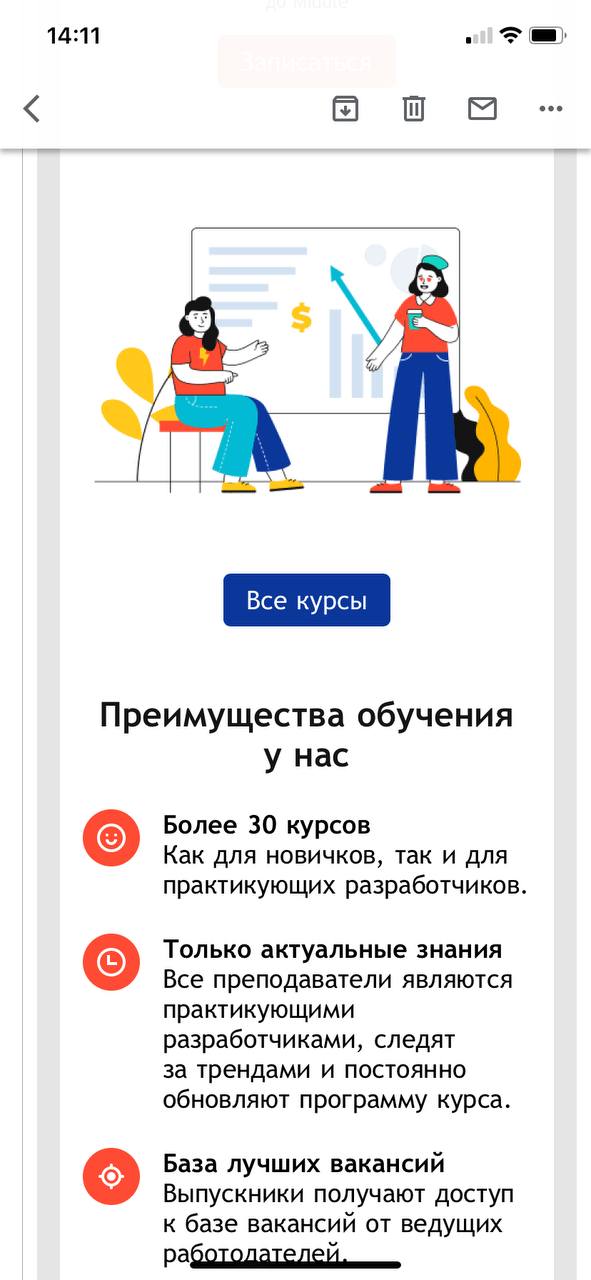 до Middle
14:11
Записаться
$
Все курсы
Преимущества обучения
у нас
Более 30 курсов
Как для новичков, так и для
практикующих разработчиков.
Только актуальные знания
Все преподаватели являются
практикующими
разработчиками, следят
за трендами и постоянно
обновляют программу курса.
База лучших вакансий
Выпускники получают доступ
к базе вакансий от ведущих
работодателей.